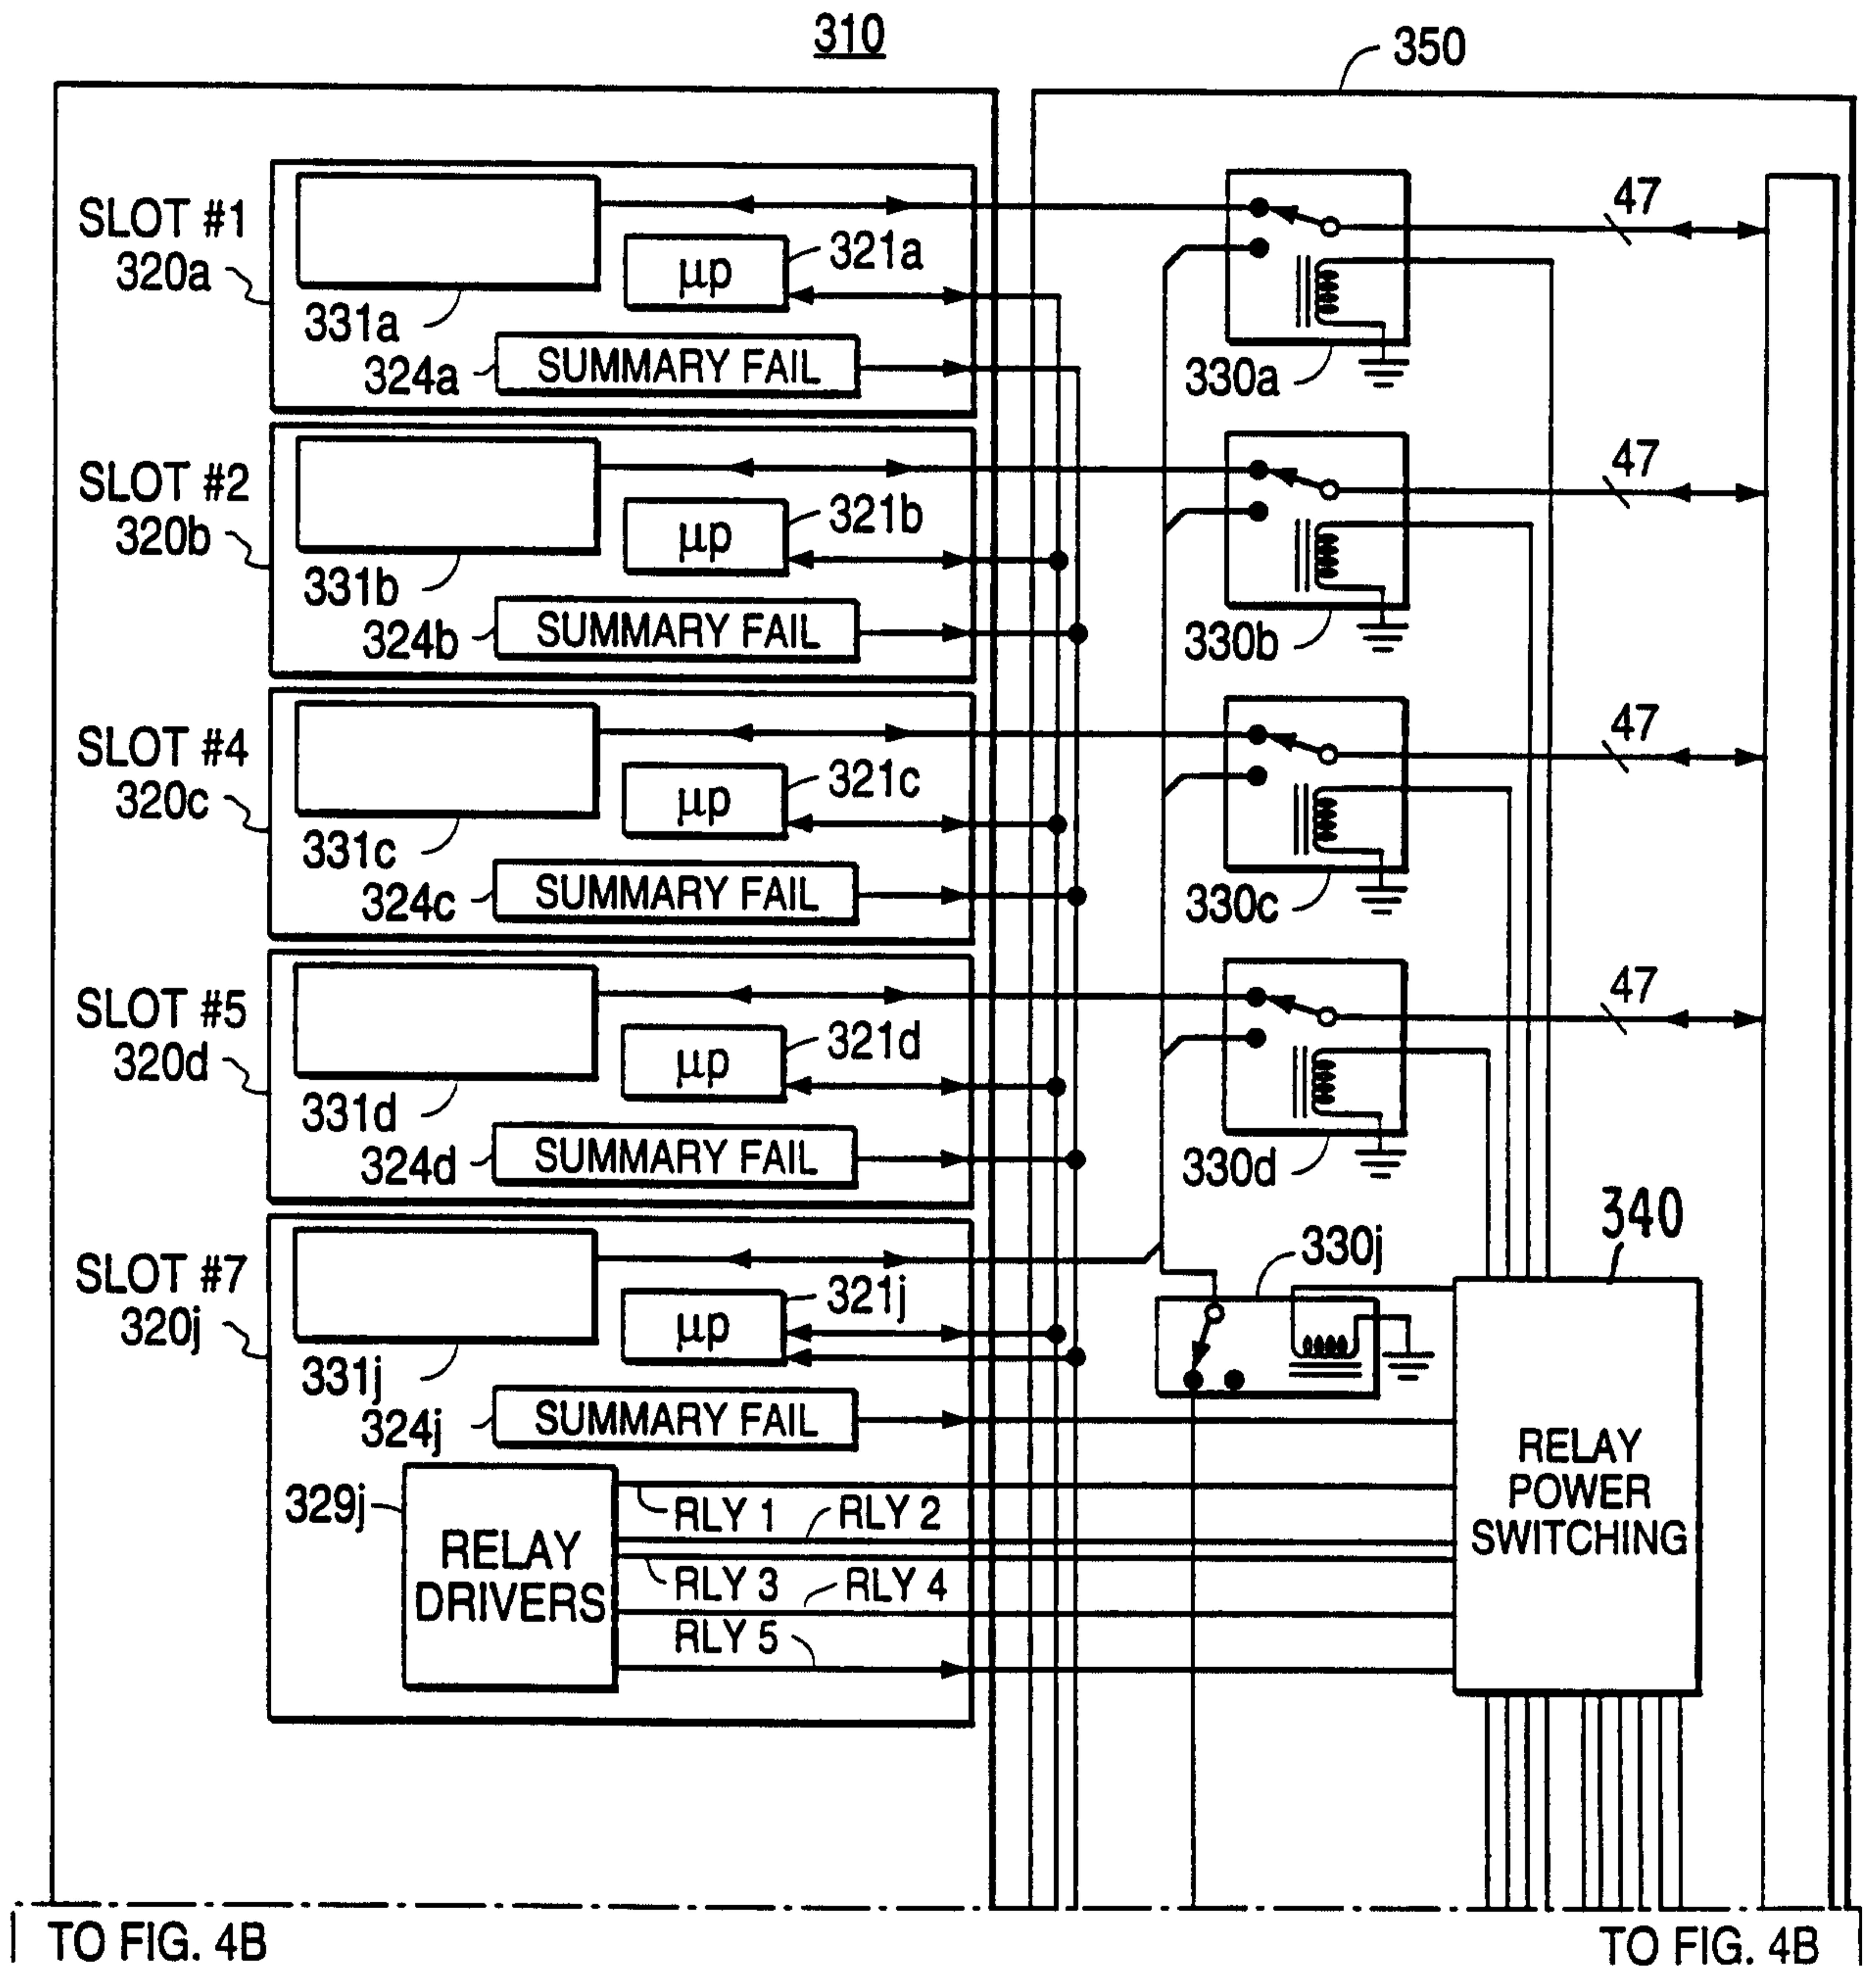 310
350
SLOT #1
320a
331a
µp
321a
324a
SUMMARY FAIL
330a
47
SLOT #2
320b
331b
µp
321b
324b
SUMMARY FAIL
330b
47
SLOT #4
320c
331c
µp
321c
324c
SUMMARY FAIL
330c
47
SLOT #5
320d
331d
µp
321d
324d
SUMMARY FAIL
330d
47
340
SLOT #7
320j
331j
µp
321j
330j
324j
SUMMARY FAIL
329j
RELAY
DRIVERS
RLY 1
RLY 2
RLY 3
RLY 4
RLY 5
RELAY
POWER
SWITCHING
TO FIG. 4B
TO FIG. 4B